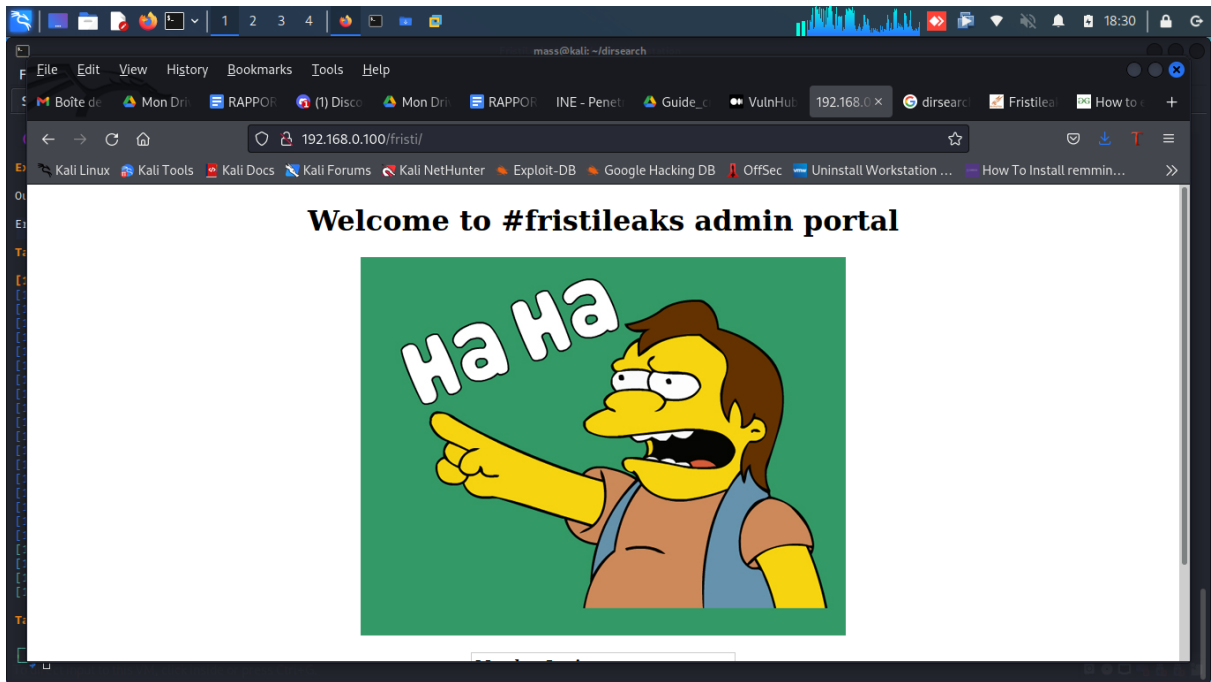 1 2 3 4 18:30
mass@kali: ~/dirsearch
File Edit View History Bookmarks Tools Help
Boîte de Mon Dri RAPPOR (1) Disco Mon Dri RAPPOR INE - Penet Guide_c VulnHub 192.168.0 × dirsearc Fristilea How to
192.168.0.100/fristi/
Kali Linux Kali Tools Kali Docs Kali Forums Kali NetHunter Exploit-DB Google Hacking DB OffSec Uninstall Workstation ... How To Install remmin...
Welcome to #fristileaks admin portal
Ha Ha